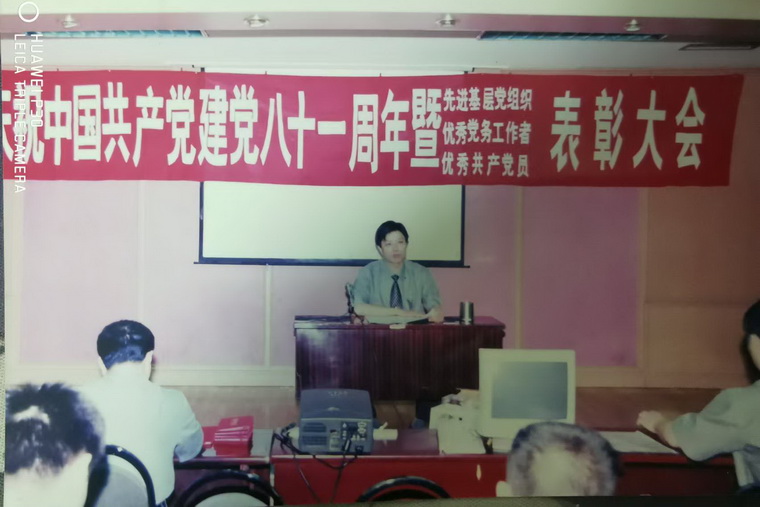 庆祝中国共产党建党八十一周年暨
先进基层党组织
优秀党务工作者
优秀共产党员
表彰大会
HUAWEI P30
LEICA TRIPLE CAMERA